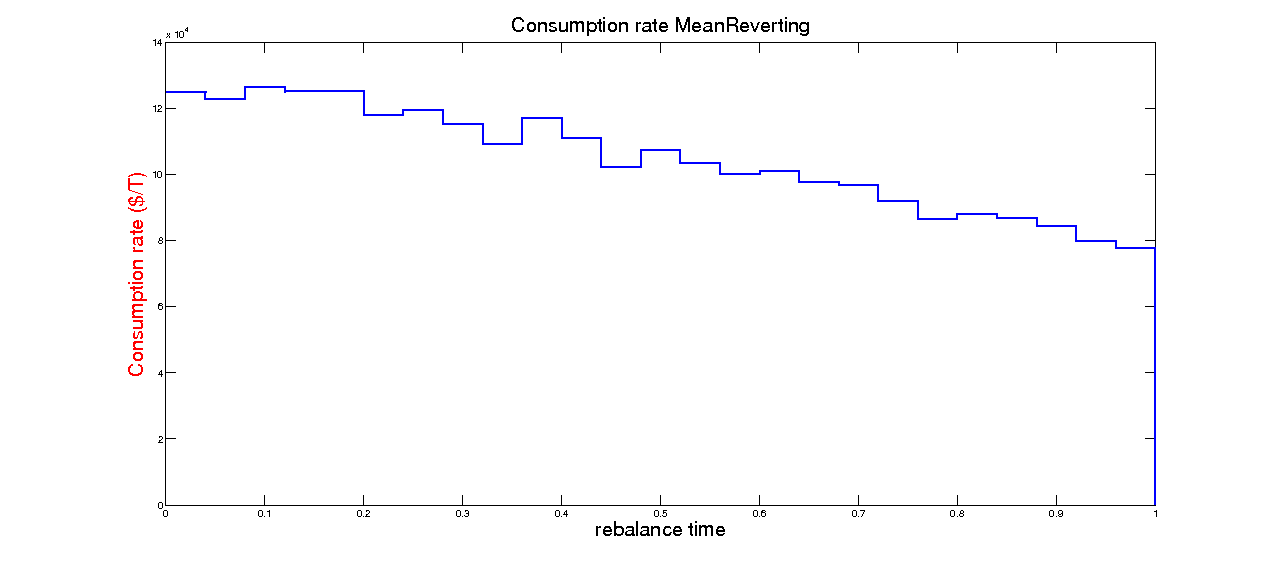 Consumption rate MeanReverting
x 10^4
14
12
10
8
6
4
2
0
Consumption rate ($/T)
0 0.1 0.2 0.3 0.4 0.5 0.6 0.7 0.8 0.9 1
rebalance time